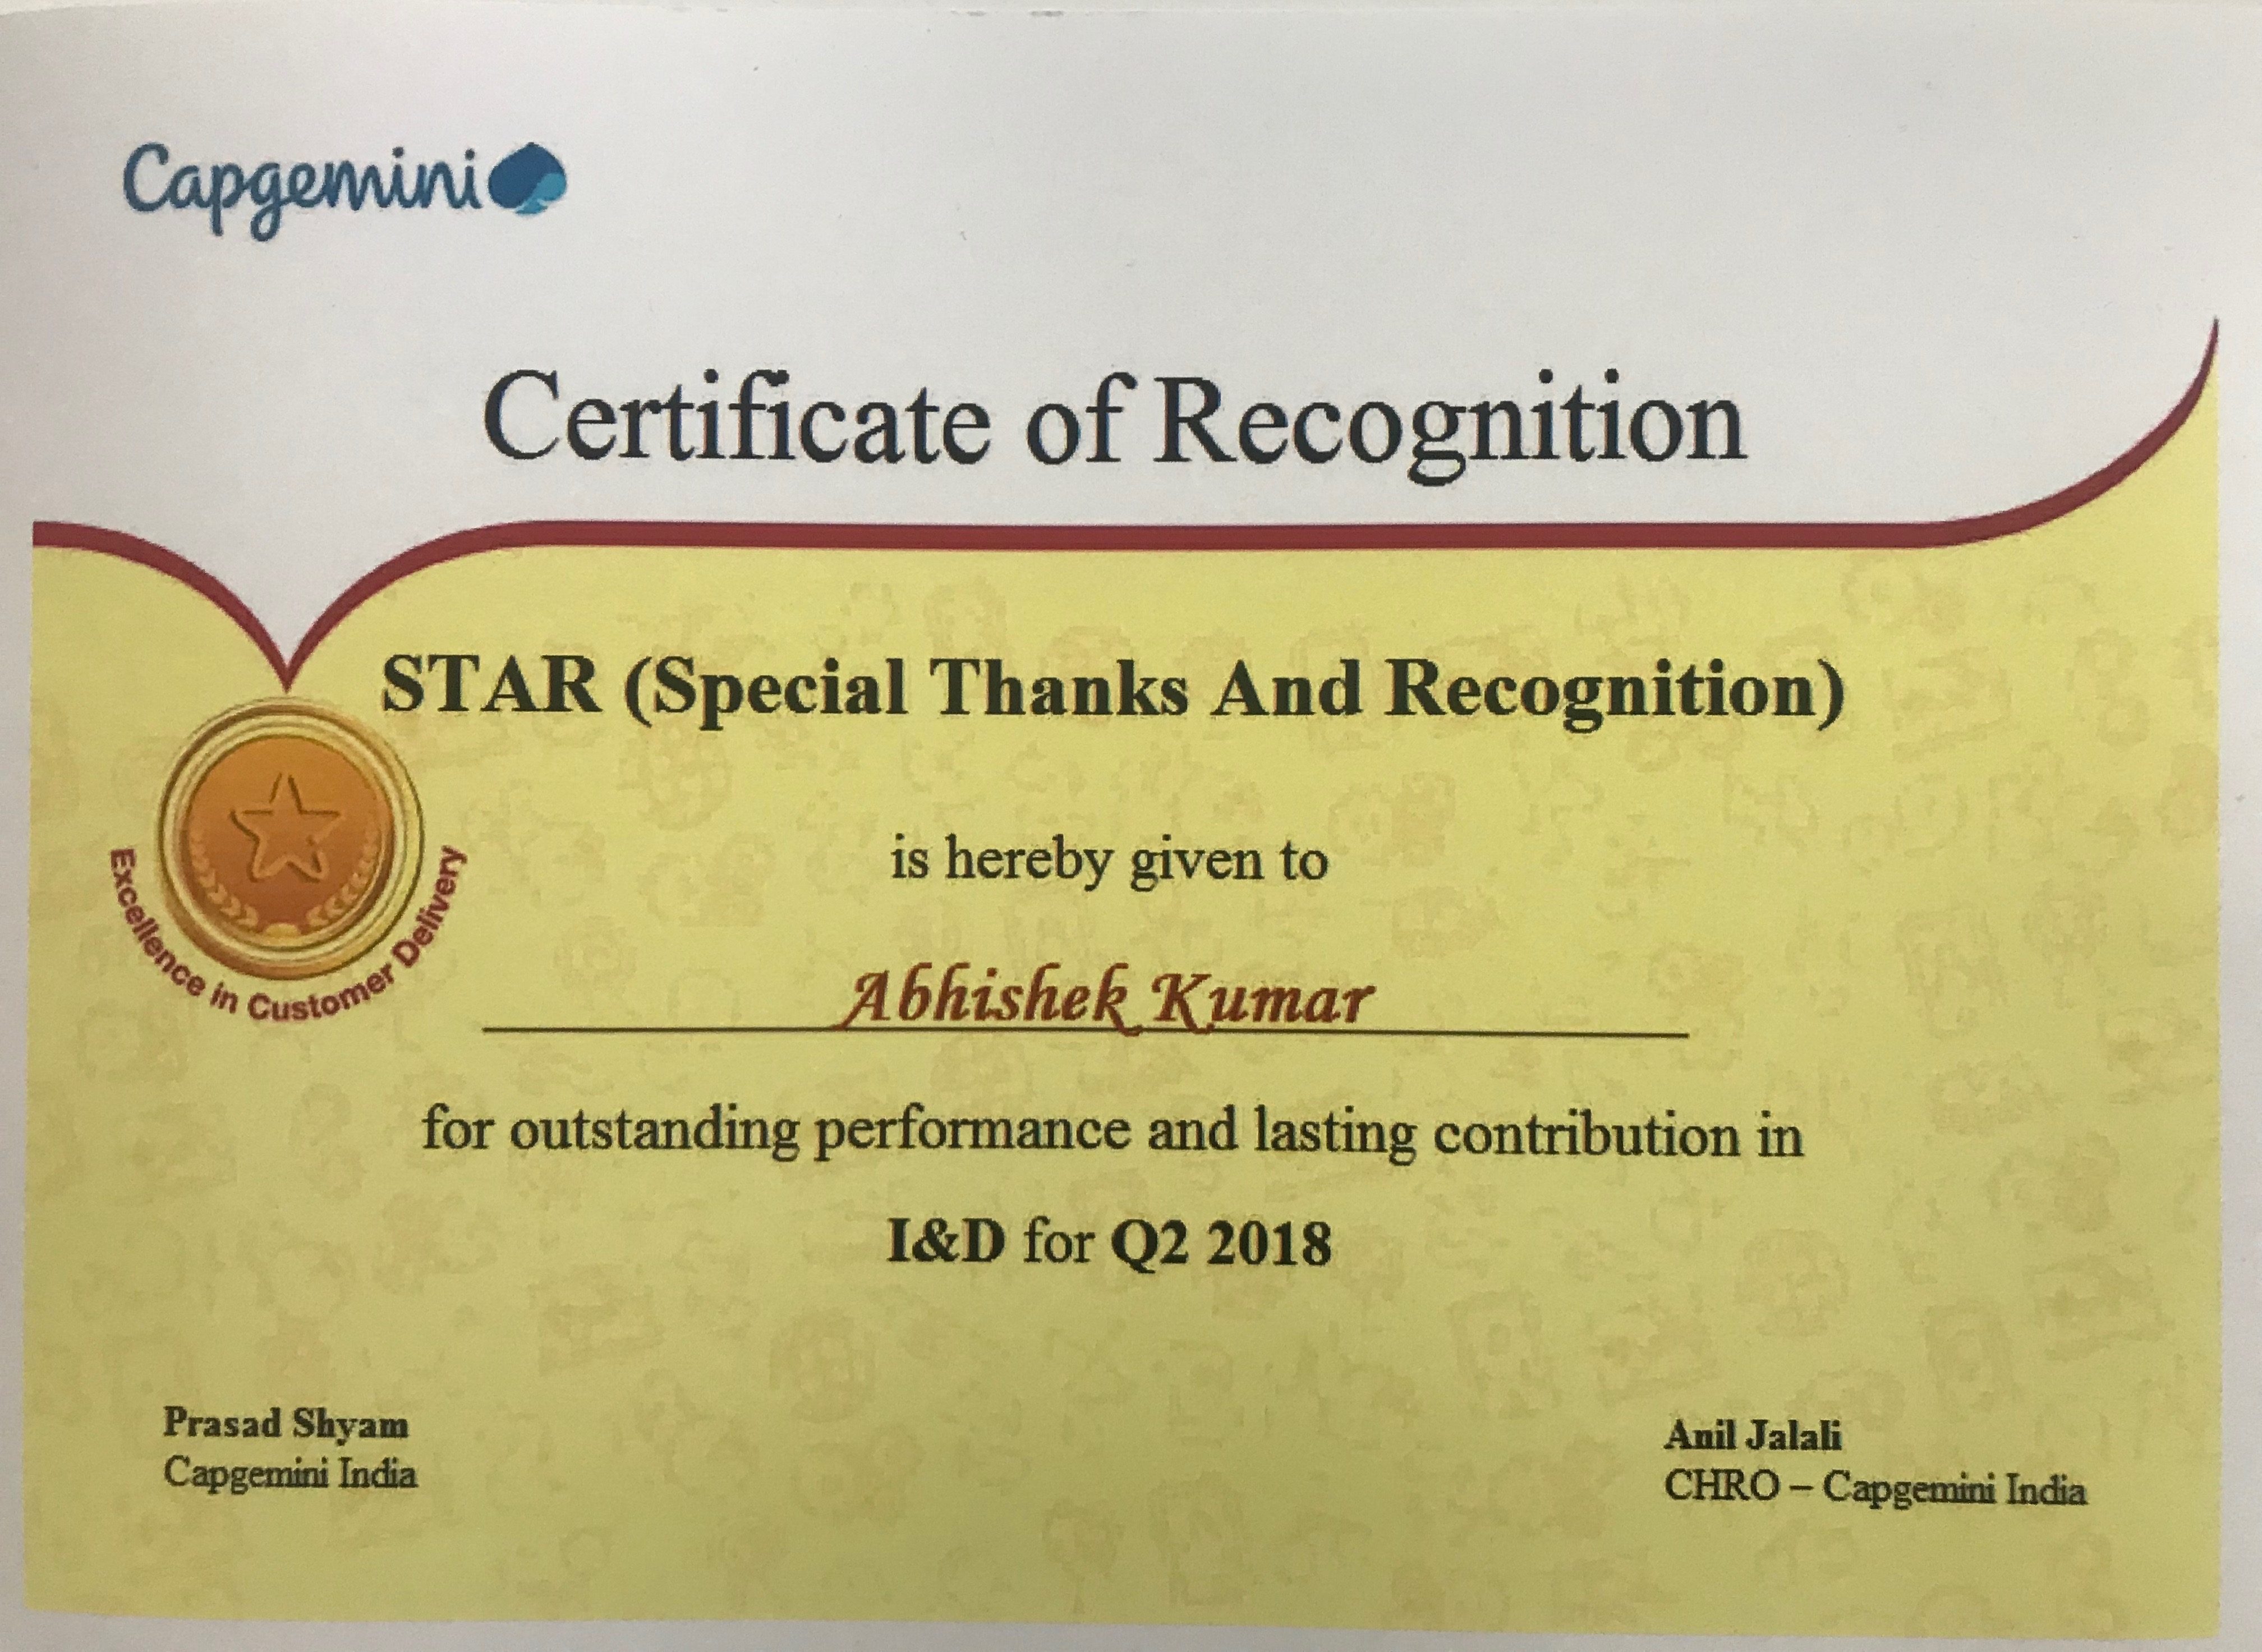 Capgemini
Certificate of Recognition
STAR (Special Thanks And Recognition)
is hereby given to
Excellence in Customer Delivery
Abhishek Kumar
for outstanding performance and lasting contribution in
I&D for Q2 2018
Prasad Shyam
Capgemini India
Anil Jalali
CHRO – Capgemini India